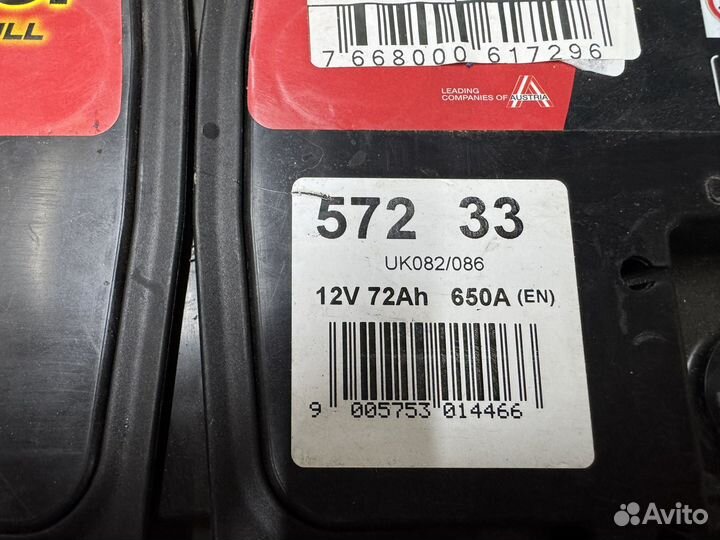 ULL
7 668000 617296
LEADING
COMPANIES OF AUSTRIA
572 33
UK082/086
12V 72Ah 650A (EN)
9 005753 014466
Avito